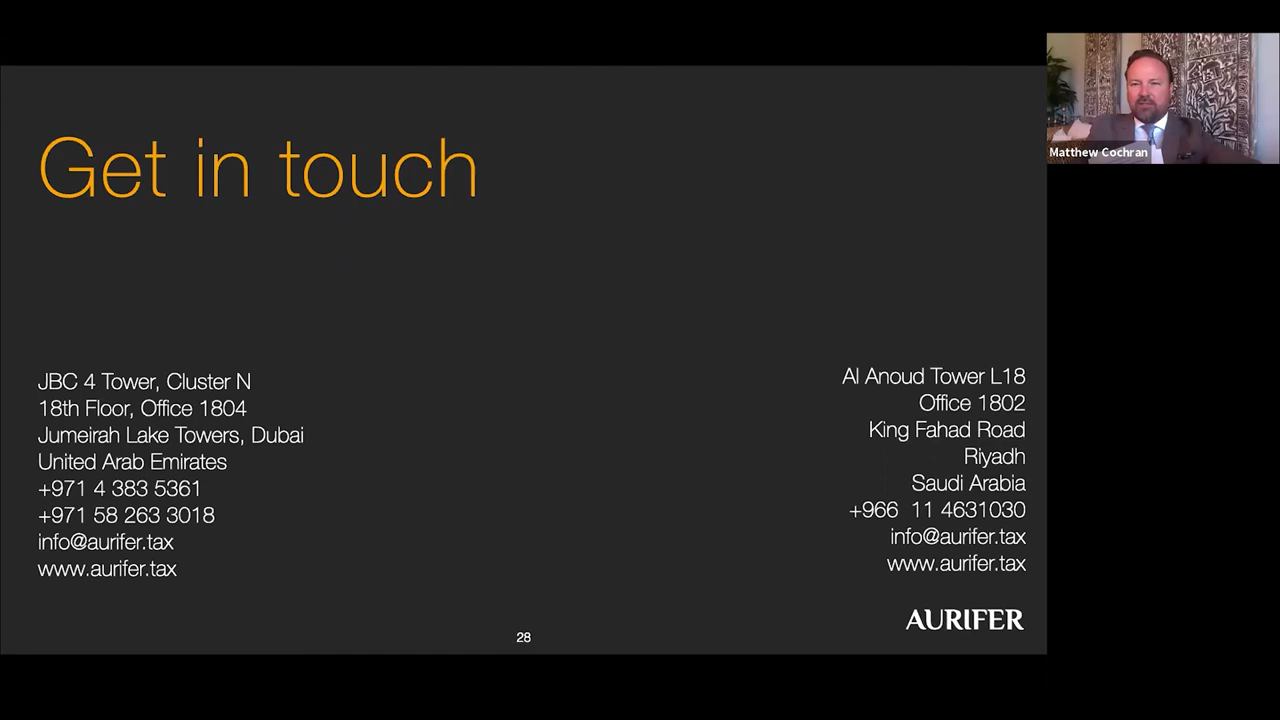 Get in touch
JBC 4 Tower, Cluster N
18th Floor, Office 1804
Jumeirah Lake Towers, Dubai
United Arab Emirates
+971 4 383 5361
+971 58 263 3018
info@aurifer.tax
www.aurifer.tax
Al Anoud Tower L18
Office 1802
King Fahad Road
Riyadh
Saudi Arabia
+966  11 4631030
info@aurifer.tax
www.aurifer.tax
AURIFER
28
Matthew Cochran